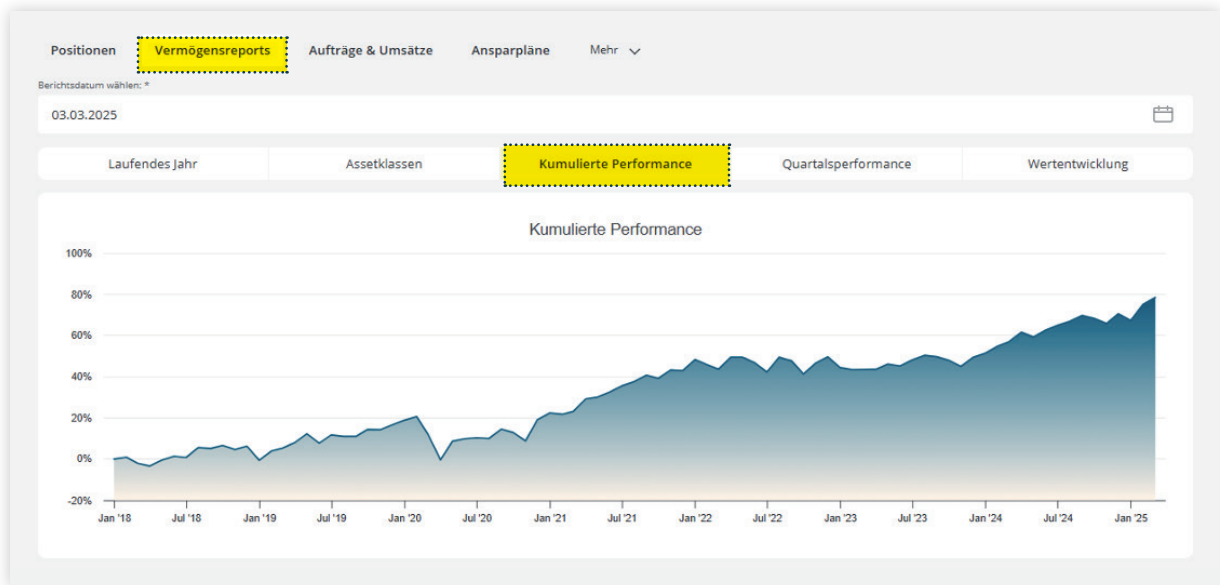 Positionen Vermögensreports Aufträge & Umsätze Ansparpläne Mehr
Berichtsdatum wählen: *
03.03.2025
Laufendes Jahr Assetklassen Kumulierte Performance Quartalsperformance Wertentwicklung
Kumulierte Performance
100%
80%
60%
40%
20%
0%
-20%
Jan '18 Jul '18 Jan '19 Jul '19 Jan '20 Jul '20 Jan '21 Jul '21 Jan '22 Jul '22 Jan '23 Jul '23 Jan '24 Jul '24 Jan '25